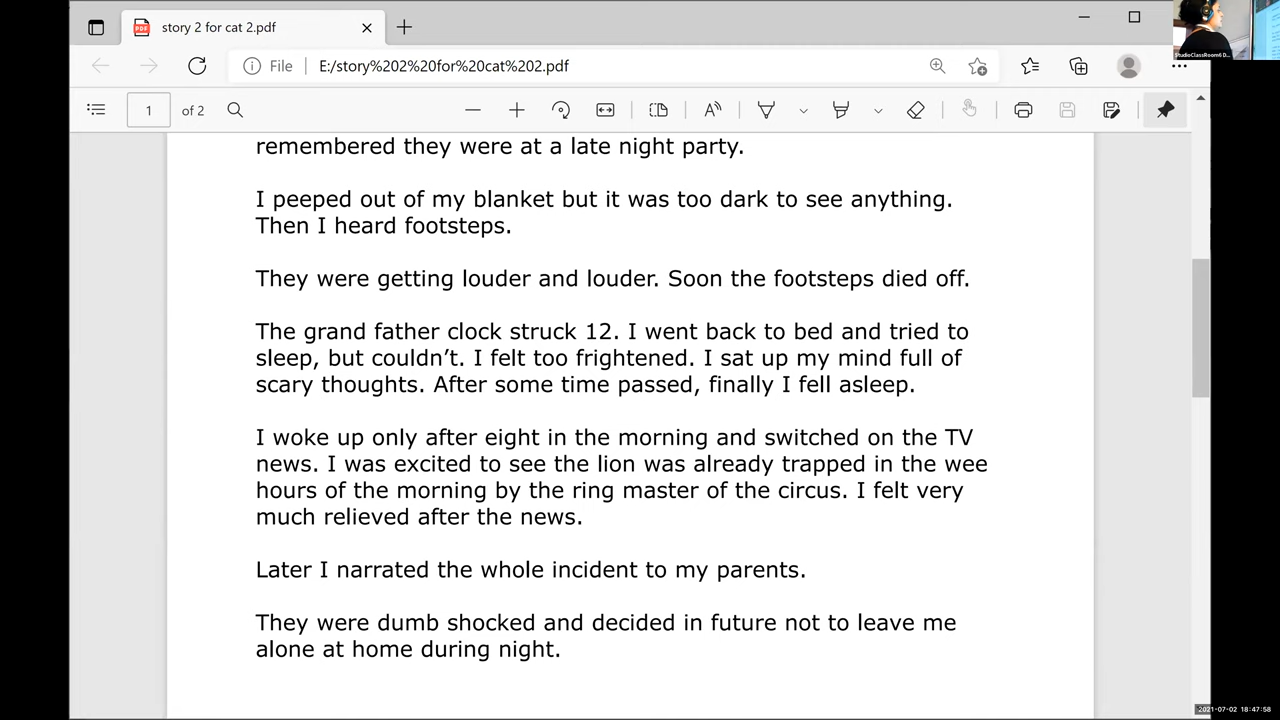 story 2 for cat 2.pdf
File
E:/story%202%20for%20cat%202.pdf
1
of 2
remembered they were at a late night party.
I peeped out of my blanket but it was too dark to see anything.
Then I heard footsteps.
They were getting louder and louder. Soon the footsteps died off.
The grand father clock struck 12. I went back to bed and tried to
sleep, but couldn’t. I felt too frightened. I sat up my mind full of
scary thoughts. After some time passed, finally I fell asleep.
I woke up only after eight in the morning and switched on the TV
news. I was excited to see the lion was already trapped in the wee
hours of the morning by the ring master of the circus. I felt very
much relieved after the news.
Later I narrated the whole incident to my parents.
They were dumb shocked and decided in future not to leave me
alone at home during night.
StudioClassRoom6 D...
2021-07-02 18:47:58